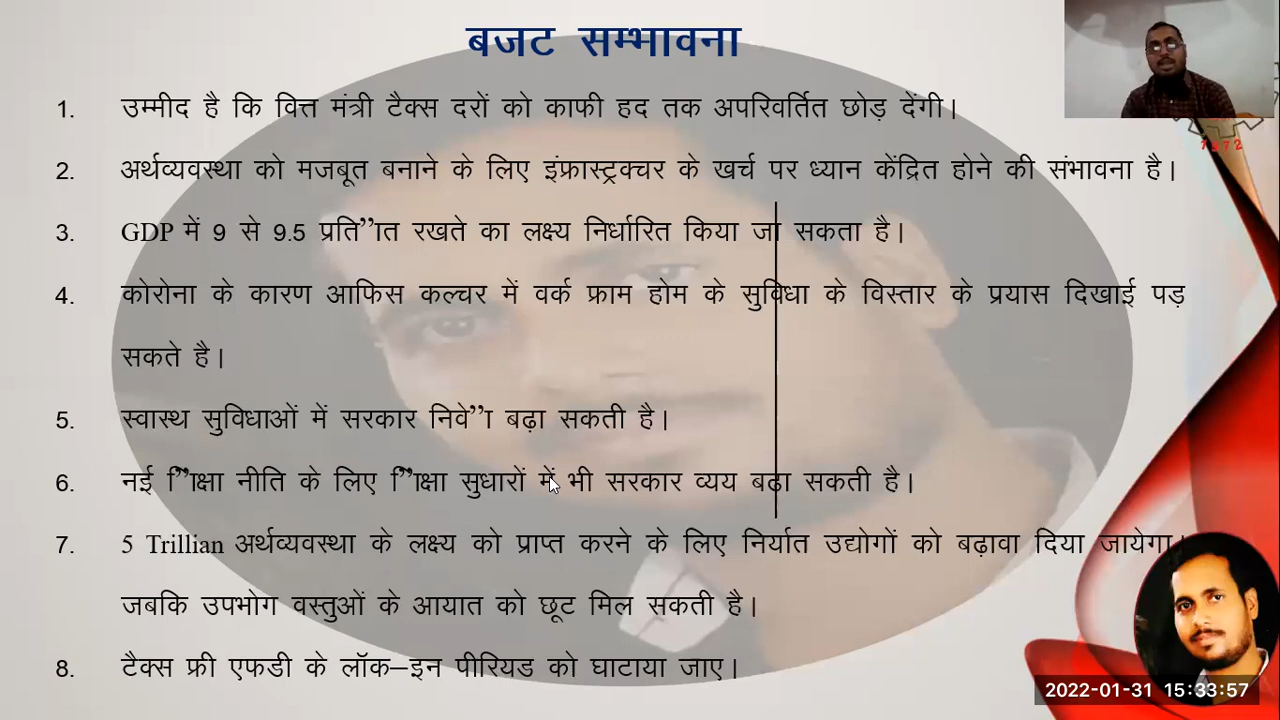 बजट सम्भावना
1. उम्मीद है कि वित्त मंत्री टैक्स दरों को काफी हद तक अपरिवर्तित छोड़ देंगी।
2. अर्थव्यवस्था को मजबूत बनाने के लिए इंफ्रास्ट्रक्चर के खर्च पर ध्यान केंद्रित होने की संभावना है।
3. GDP में 9 से 9.5 प्रति”ात रखते का लक्ष्य निर्धारित किया जा सकता है।
4. कोरोना के कारण आफिस कल्चर में वर्क फ्राम होम के सुविधा के विस्तार के प्रयास दिखाई पड़
सकते है।
5. स्वास्थ सुविधाओं में सरकार निवे”ा बढ़ा सकती है।
6. नई ि”ाक्षा नीति के लिए ि”ाक्षा सुधारों में भी सरकार व्यय बढ़ा सकती है।
7. 5 Trillian अर्थव्यवस्था के लक्ष्य को प्राप्त करने के लिए निर्यात उद्योगों को बढ़ावा दिया जायेगा।
जबकि उपभोग वस्तुओं के आयात को छूट मिल सकती है।
8. टैक्स फ्री एफडी के लॉक–इन पीरियड को घाटाया जाए।
1972
2022-01-31 15:33:57